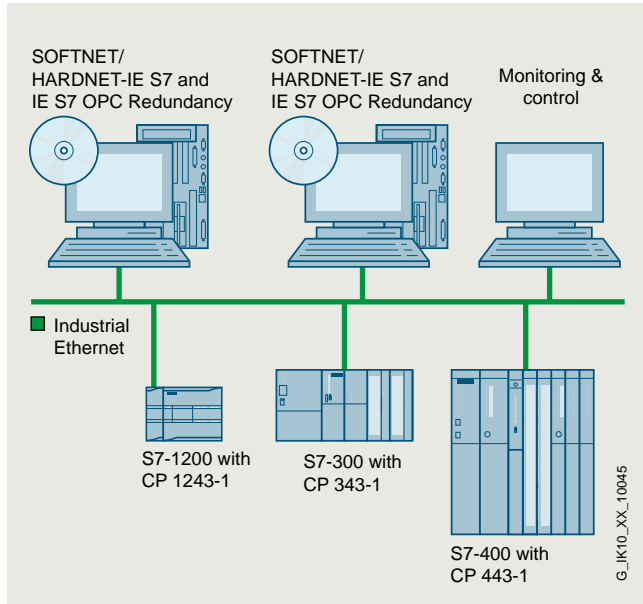 SOFTNET/
HARDNET-IE S7 and
IE S7 OPC Redundancy
SOFTNET/
HARDNET-IE S7 and
IE S7 OPC Redundancy
Monitoring &
control
Industrial
Ethernet
S7-1200 with
CP 1243-1
S7-300 with
CP 343-1
S7-400 with
CP 443-1
G_IK10_XX_10045